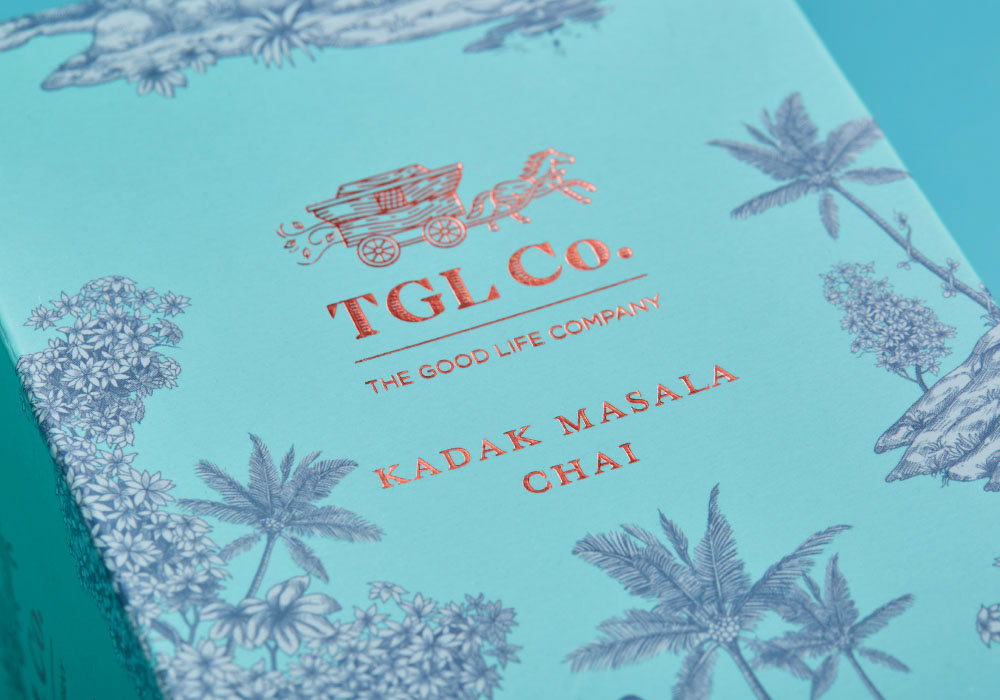 TGL Co.
THE GOOD LIFE COMPANY
KADAK MASALA
CHAI